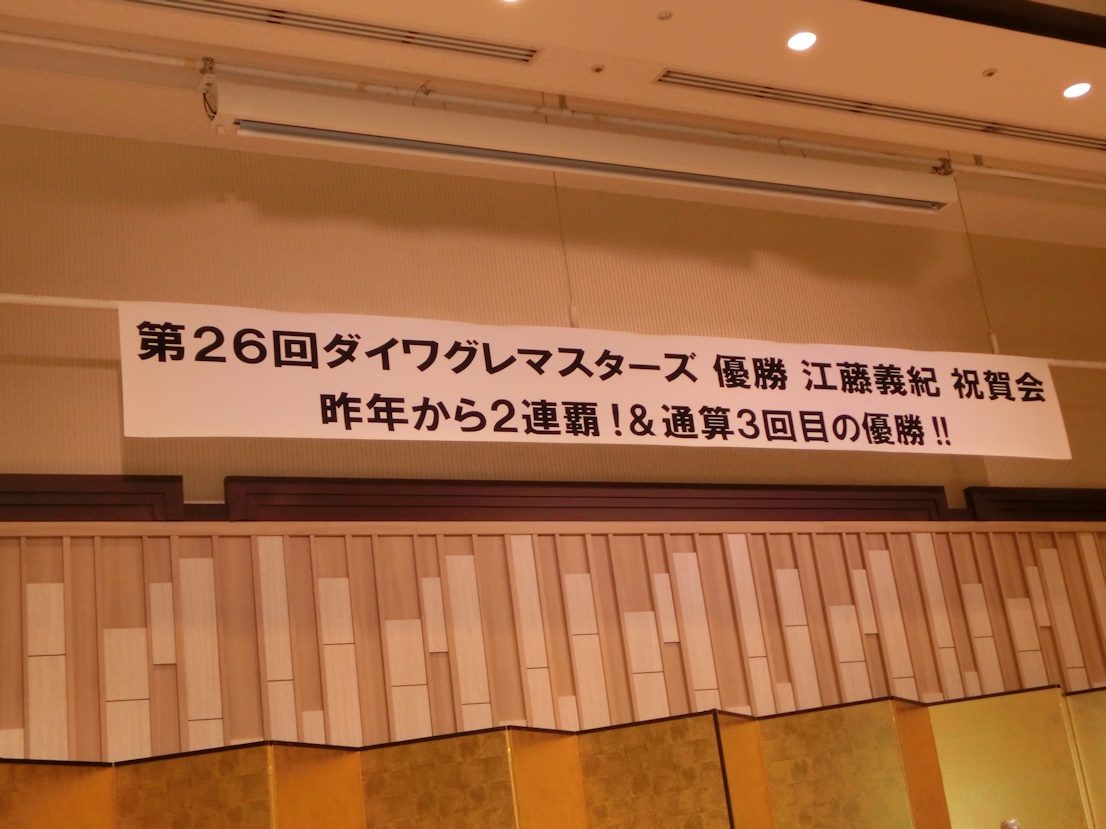 第26回ダイワグレマスターズ 優勝 江藤義紀 祝賀会
昨年から2連覇!&通算3回目の優勝!!